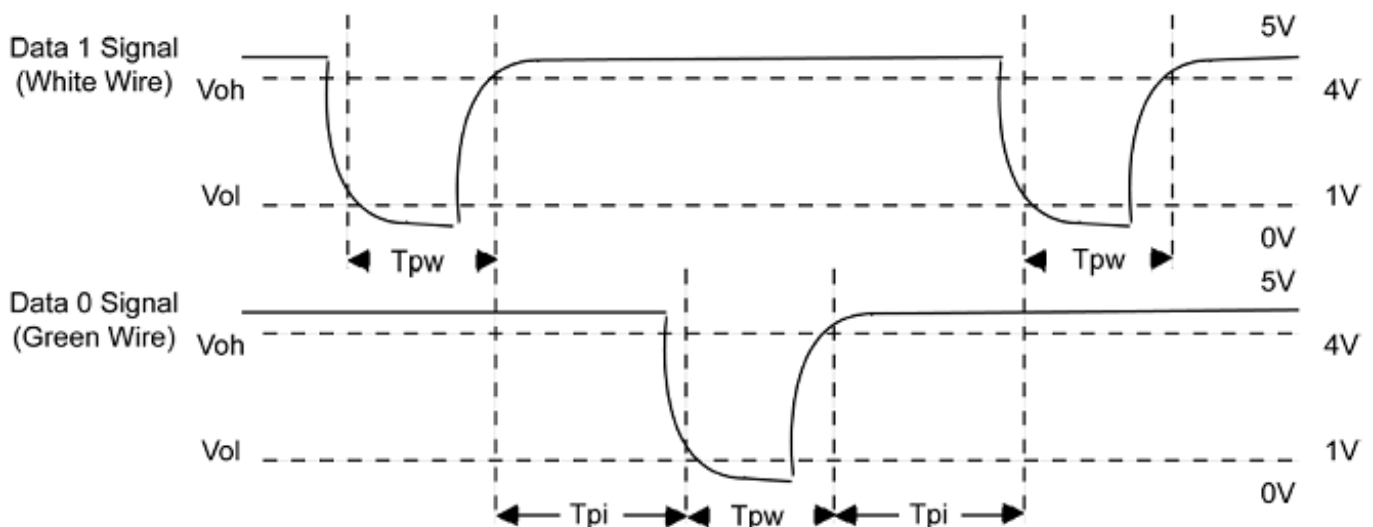 5V
Data 1 Signal
(White Wire)
Voh
4V
Vol
1V
0V
Tpw
Tpw
5V
Data 0 Signal
(Green Wire)
Voh
4V
Vol
1V
0V
Tpi
Tpw
Tpi